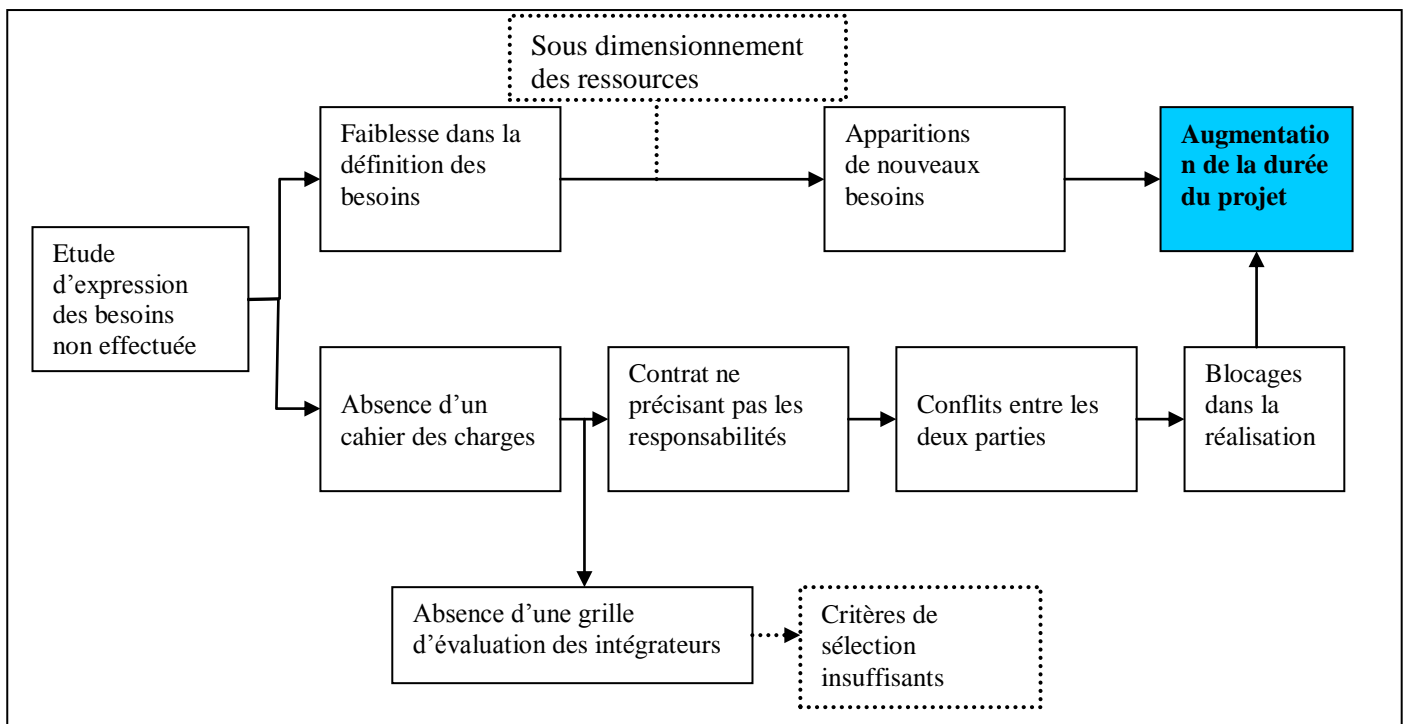 Sous dimensionnement
des ressources
Faiblesse dans la
définition des
besoins
Apparitions
de nouveaux
besoins
Augmentatio
n de la durée
du projet
Etude
d’expression
des besoins
non effectuée
Absence d’un
cahier des charges
Contrat ne
précisant pas les
responsabilités
Conflits entre les
deux parties
Blocages
dans la
réalisation
Absence d’une grille
d’évaluation des intégrateurs
Critères de
sélection
insuffisants